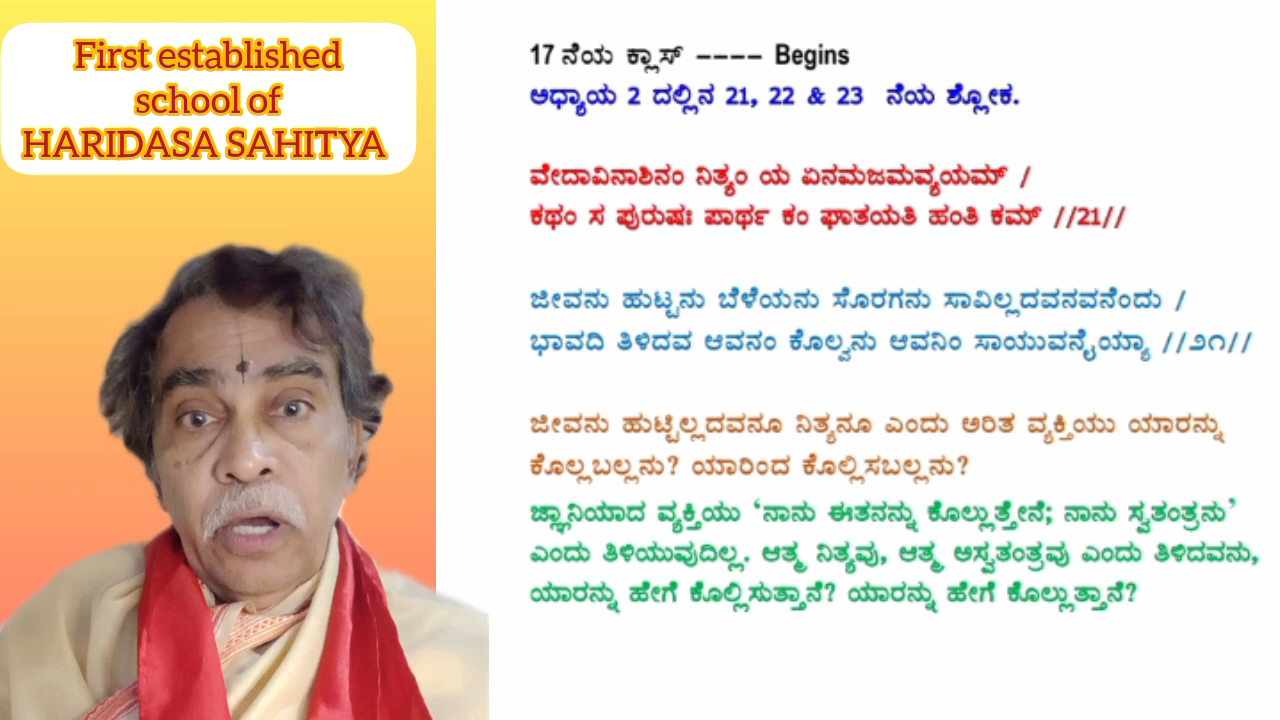 First established
school of
HARIDASA SAHITYA
17 ನೆಯ ಕ್ಲಾಸ್ ---- Begins
ಅಧ್ಯಾಯ 2 ದಲ್ಲಿನ 21, 22 & 23 ನೆಯ ಶ್ಲೋಕ.
ವೇದಾವಿನಾಶಿನಂ ನಿತ್ಯಂ ಯ ಏನಮಜಮವ್ಯಯಮ್ /
ಕಥಂ ಸ ಪುರುಷಃ ಪಾರ್ಥ ಕಂ ಘಾತಯತಿ ಹಂತಿ ಕಮ್ //21//
ಜೀವನು ಹುಟ್ಟನು ಬೆಳೆಯನು ಸೊರಗನು ಸಾವಿಲ್ಲದವನವನೆಂದು /
ಭಾವದಿ ತಿಳಿದವ ಆವನಂ ಕೊಲ್ವನು ಆವನಿಂ ಸಾಯುವನೈಯ್ಯಾ //೨೧//
ಜೀವನು ಹುಟ್ಟಿಲ್ಲದವನೂ ನಿತ್ಯನೂ ಎಂದು ಅರಿತ ವ್ಯಕ್ತಿಯು ಯಾರನ್ನು
ಕೊಲ್ಲಬಲ್ಲನು? ಯಾರಿಂದ ಕೊಲ್ಲಿಸಬಲ್ಲನು?
ಜ್ಞಾನಿಯಾದ ವ್ಯಕ್ತಿಯು ‘ನಾನು ಈತನನ್ನು ಕೊಲ್ಲುತ್ತೇನೆ; ನಾನು ಸ್ವತಂತ್ರನು’
ಎಂದು ತಿಳಿಯುವುದಿಲ್ಲ. ಆತ್ಮ ನಿತ್ಯವು, ಆತ್ಮ ಅಸ್ವತಂತ್ರವು ಎಂದು ತಿಳಿದವನು,
ಯಾರನ್ನು ಹೇಗೆ ಕೊಲ್ಲಿಸುತ್ತಾನೆ? ಯಾರನ್ನು ಹೇಗೆ ಕೊಲ್ಲುತ್ತಾನೆ?